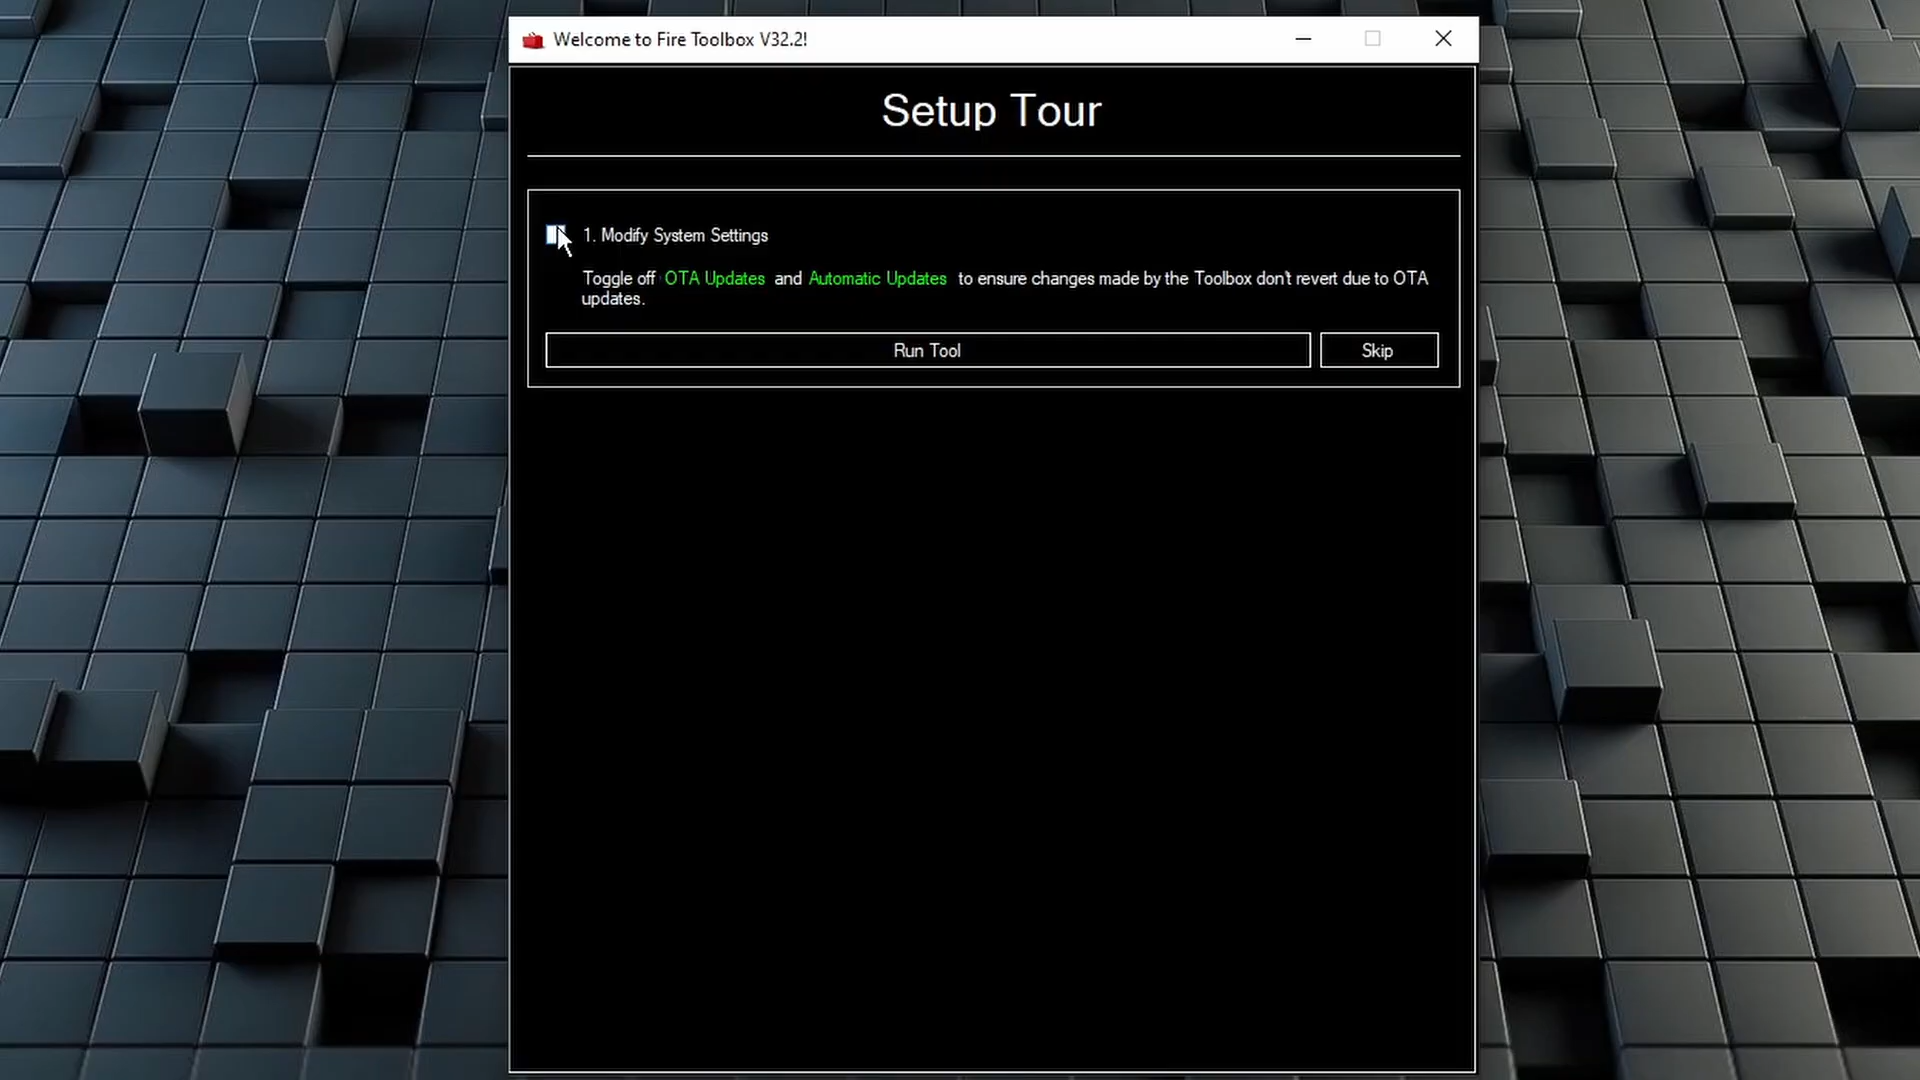 Welcome to Fire Toolbox V32.2!
Setup Tour
1. Modify System Settings
Toggle off OTA Updates and Automatic Updates to ensure changes made by the Toolbox don't revert due to OTA
updates.
Run Tool
Skip